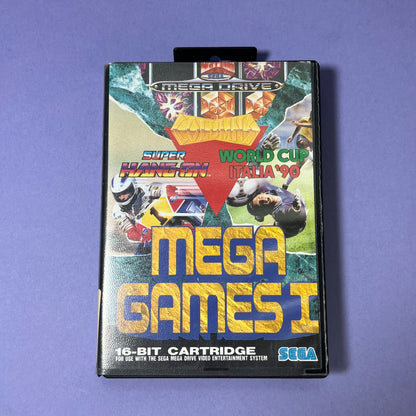 SEGA
MEGA DRIVE
COLUMNS
SUPER
HANG-ON
WORLD CUP
ITALIA '90
MEGA
GAMES I
16-BIT CARTRIDGE
FOR USE WITH THE SEGA MEGA DRIVE VIDEO ENTERTAINMENT SYSTEM
SEGA